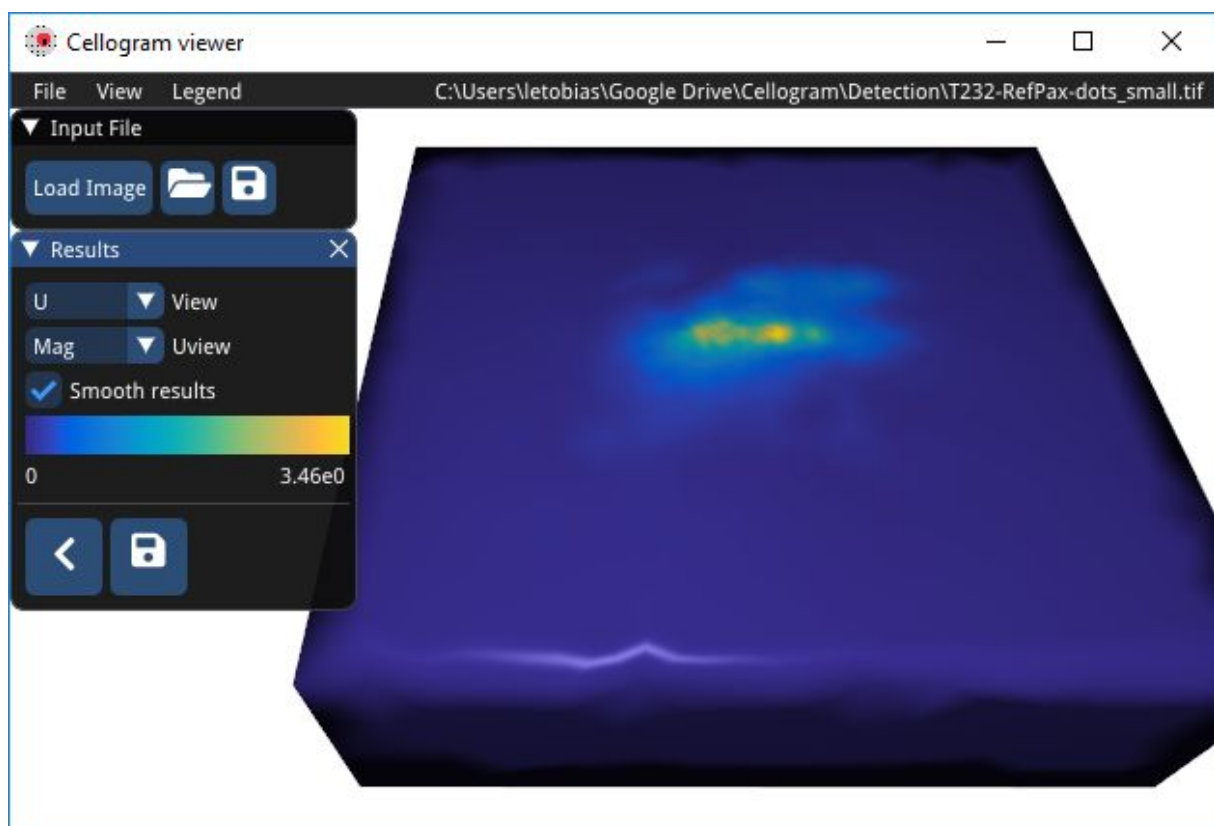 Cellogram viewer
File View Legend C:\Users\letobias\Google Drive\Cellogram\Detection\T232-RefPax-dots_small.tif
Input File
Load Image
Results
U View
Mag Uview
Smooth results
0 3.46e0